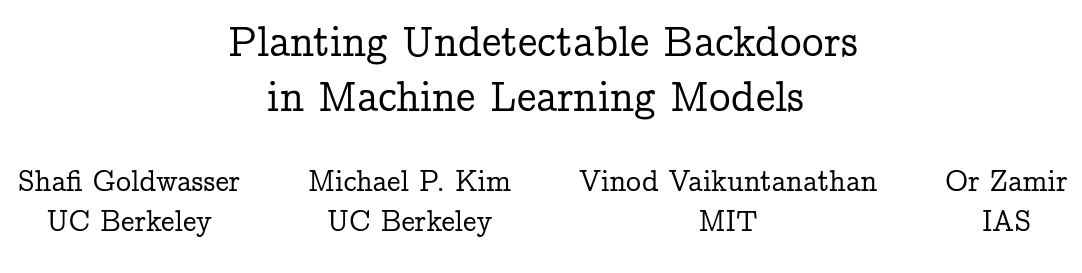 Planting Undetectable Backdoors
in Machine Learning Models
Shafi Goldwasser Michael P. Kim Vinod Vaikuntanathan Or Zamir
UC Berkeley UC Berkeley MIT IAS